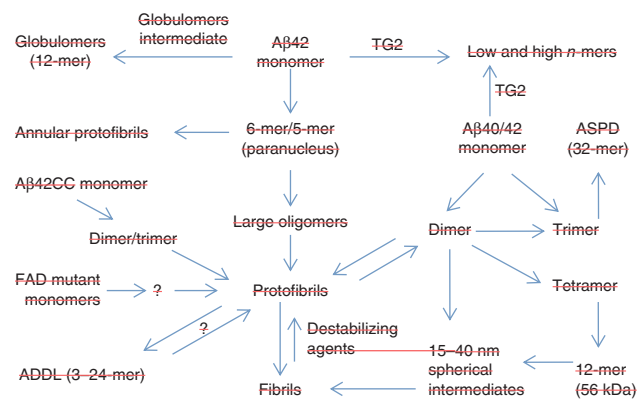 Globulomers
intermediate
Globulomers
(12-mer)
Aβ42
monomer
TG2
Low and high n-mers
TG2
Annular protofibrils
6-mer/5-mer
(paranucleus)
Aβ40/42
monomer
ASPD
(32-mer)
Aβ42CC monomer
Large oligomers
Dimer
Trimer
Dimer/trimer
FAD mutant
monomers
?
Protofibrils
Tetramer
?
Destabilizing
agents
15–40 nm
spherical
intermediates
ADDL (3–24-mer)
Fibrils
12-mer
(56 kDa)